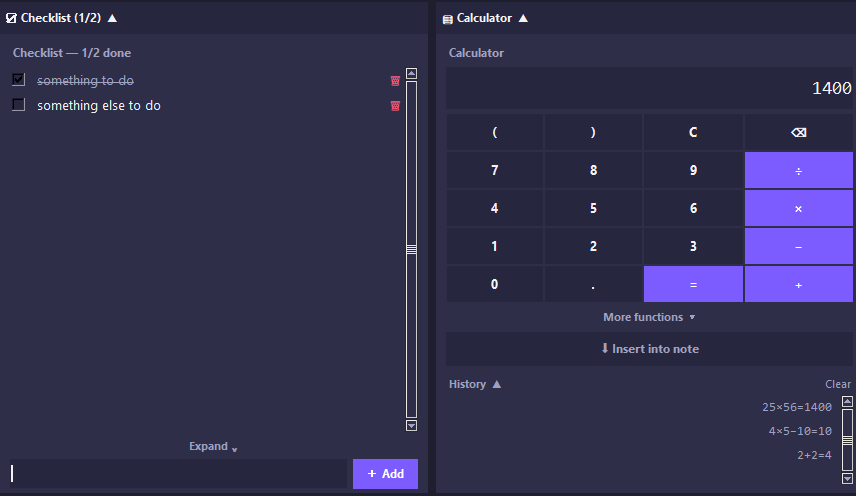 Checklist (1/2) ▲
Checklist — 1/2 done
something to do
something else to do
Expand
+ Add
Calculator ▲
Calculator
1400
( ) C ⌫
7 8 9 ÷
4 5 6 ×
1 2 3 −
0 . = +
More functions ▾
⬇ Insert into note
History ▲ Clear
25×56=1400
4×5−10=10
2+2=4